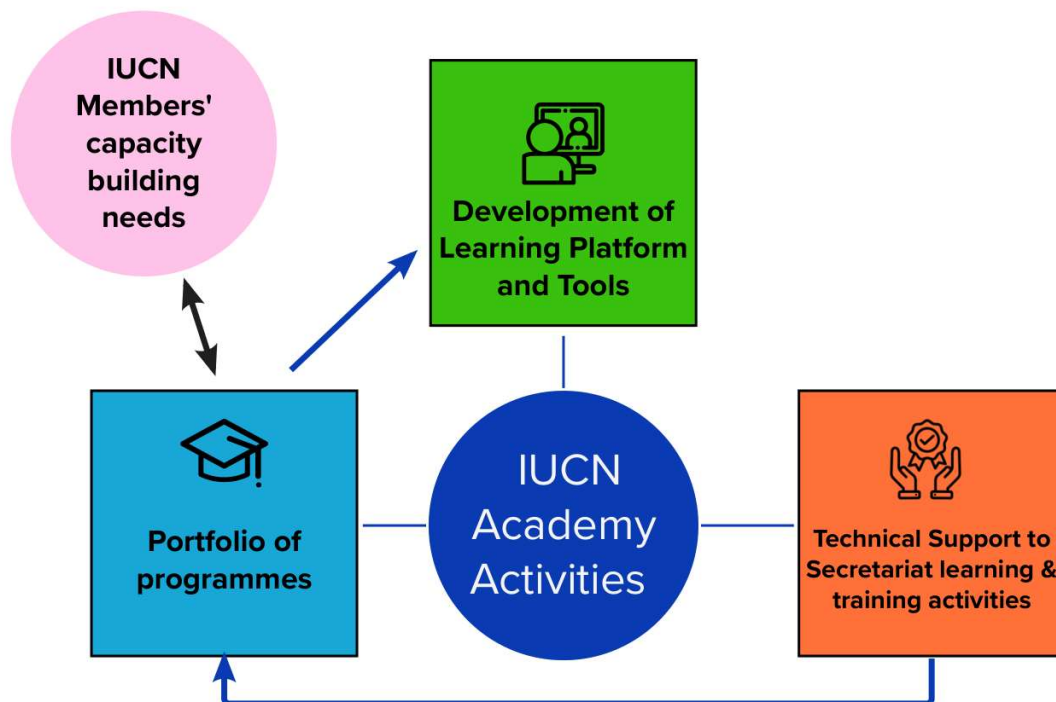 IUCN
Members'
capacity
building
needs
Development of
Learning Platform
and Tools
Portfolio of
programmes
IUCN
Academy
Activities
Technical Support to
Secretariat learning &
training activities